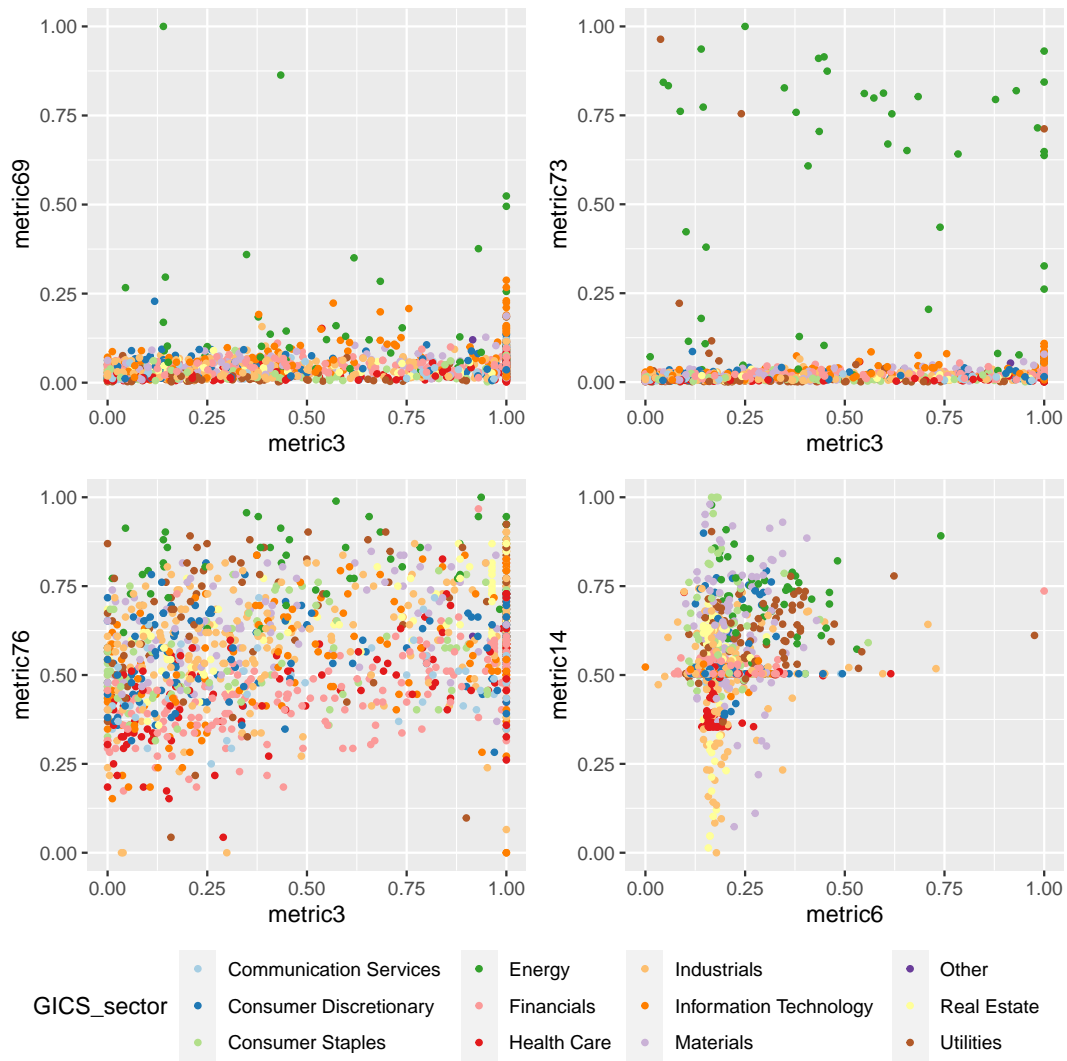 1.00
0.75
0.50
0.25
0.00
metric69
0.00 0.25 0.50 0.75 1.00
metric3
1.00
0.75
0.50
0.25
0.00
metric73
0.00 0.25 0.50 0.75 1.00
metric3
1.00
0.75
0.50
0.25
0.00
metric76
0.00 0.25 0.50 0.75 1.00
metric3
1.00
0.75
0.50
0.25
0.00
metric14
0.00 0.25 0.50 0.75 1.00
metric6
GICS_sector
Communication Services
Consumer Discretionary
Consumer Staples
Energy
Financials
Health Care
Industrials
Information Technology
Materials
Other
Real Estate
Utilities